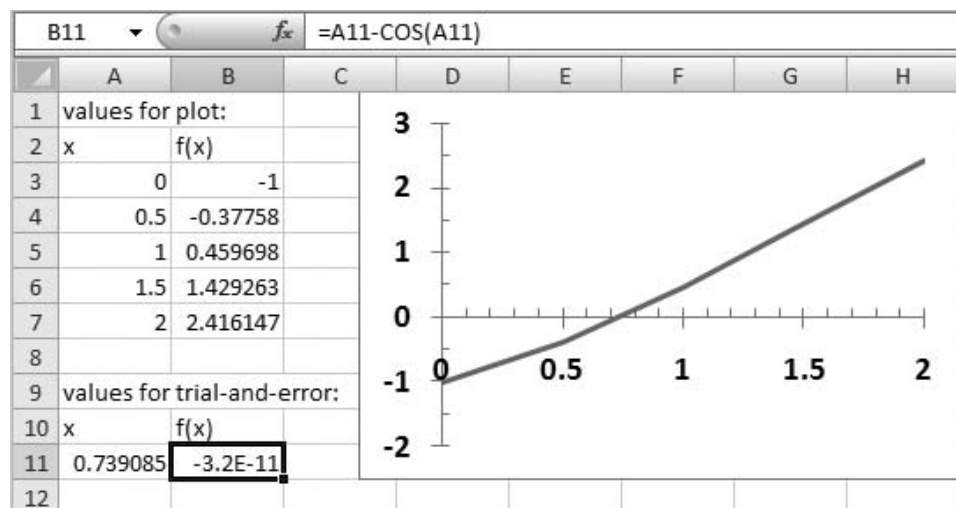 B11 fx =A11-COS(A11)
A B C D E F G H
1 values for plot:
2 x f(x)
3 0 -1
4 0.5 -0.37758
5 1 0.459698
6 1.5 1.429263
7 2 2.416147
8
9 values for trial-and-error:
10 x f(x)
11 0.739085 -3.2E-11
12
3
2
1
0
0 0.5 1 1.5 2
-1
-2